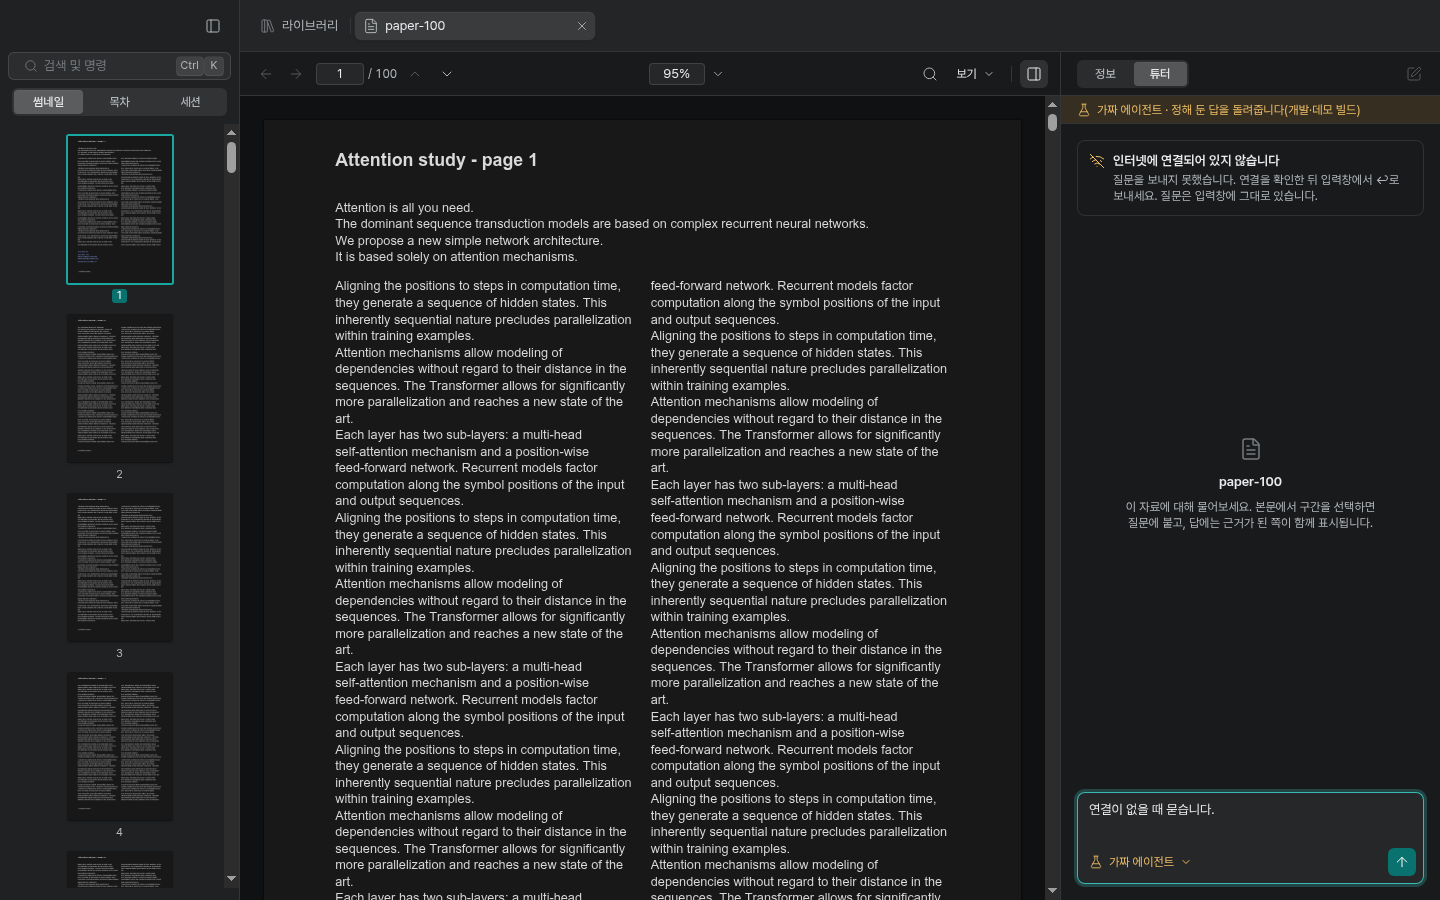 라이브러리
paper-100
검색 및 명령
Ctrl K
썸네일 목차 세션
1
2
3
4
1 / 100
95%
보기
Attention study - page 1
Attention is all you need.
The dominant sequence transduction models are based on complex recurrent neural networks.
We propose a new simple network architecture.
It is based solely on attention mechanisms.
Aligning the positions to steps in computation time,
they generate a sequence of hidden states. This
inherently sequential nature precludes parallelization
within training examples.
Attention mechanisms allow modeling of
dependencies without regard to their distance in the
sequences. The Transformer allows for significantly
more parallelization and reaches a new state of the
art.
Each layer has two sub-layers: a multi-head
self-attention mechanism and a position-wise
feed-forward network. Recurrent models factor
computation along the symbol positions of the input
and output sequences.
Aligning the positions to steps in computation time,
they generate a sequence of hidden states. This
inherently sequential nature precludes parallelization
within training examples.
Attention mechanisms allow modeling of
dependencies without regard to their distance in the
sequences. The Transformer allows for significantly
more parallelization and reaches a new state of the
art.
Each layer has two sub-layers: a multi-head
self-attention mechanism and a position-wise
feed-forward network. Recurrent models factor
computation along the symbol positions of the input
and output sequences.
Aligning the positions to steps in computation time,
they generate a sequence of hidden states. This
inherently sequential nature precludes parallelization
within training examples.
Attention mechanisms allow modeling of
dependencies without regard to their distance in the
sequences. The Transformer allows for significantly
more parallelization and reaches a new state of the
art.
Each layer has two sub-layers: a multi-head
feed-forward network. Recurrent models factor
computation along the symbol positions of the input
and output sequences.
Aligning the positions to steps in computation time,
they generate a sequence of hidden states. This
inherently sequential nature precludes parallelization
within training examples.
Attention mechanisms allow modeling of
dependencies without regard to their distance in the
sequences. The Transformer allows for significantly
more parallelization and reaches a new state of the
art.
Each layer has two sub-layers: a multi-head
self-attention mechanism and a position-wise
feed-forward network. Recurrent models factor
computation along the symbol positions of the input
and output sequences.
Aligning the positions to steps in computation time,
they generate a sequence of hidden states. This
inherently sequential nature precludes parallelization
within training examples.
Attention mechanisms allow modeling of
dependencies without regard to their distance in the
sequences. The Transformer allows for significantly
more parallelization and reaches a new state of the
art.
Each layer has two sub-layers: a multi-head
self-attention mechanism and a position-wise
feed-forward network. Recurrent models factor
computation along the symbol positions of the input
and output sequences.
Aligning the positions to steps in computation time,
they generate a sequence of hidden states. This
inherently sequential nature precludes parallelization
within training examples.
Attention mechanisms allow modeling of
dependencies without regard to their distance in the
sequences. The Transformer allows for significantly
정보 튜터
가짜 에이전트 · 정해 둔 답을 돌려줍니다(개발·데모 빌드)
인터넷에 연결되어 있지 않습니다
질문을 보내지 못했습니다. 연결을 확인한 뒤 입력창에서 ↩로
보내세요. 질문은 입력창에 그대로 있습니다.
paper-100
이 자료에 대해 물어보세요. 본문에서 구간을 선택하면
질문에 붙고, 답에는 근거가 된 쪽이 함께 표시됩니다.
연결이 없을 때 묻습니다.
가짜 에이전트